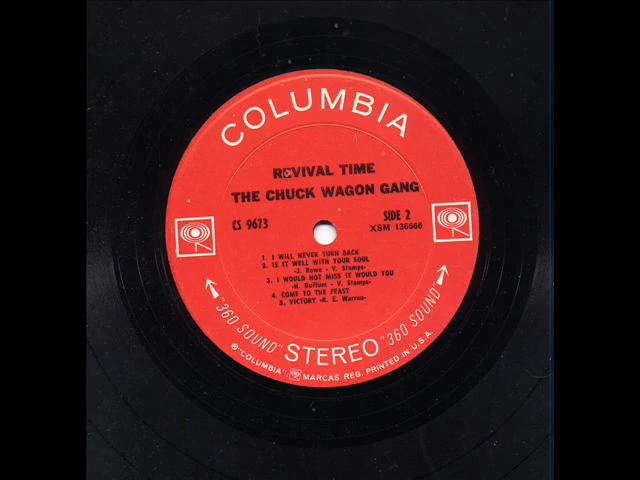 COLUMBIA
REVIVAL TIME
THE CHUCK WAGON GANG
CS 9673
SIDE 2
XSM 136666
1. I WILL NEVER TURN BACK
2. IS IT WELL WITH YOUR SOUL
-J. Rowe - V. Stamps-
3. I WOULD NOT MISS IT WOULD YOU
-H. Buffum - V. Stamps-
4. COME TO THE FEAST
5. VICTORY -R. E. Warren-
"360 SOUND" STEREO "360 SOUND"
® "COLUMBIA", MARCAS REG. PRINTED IN U.S.A.